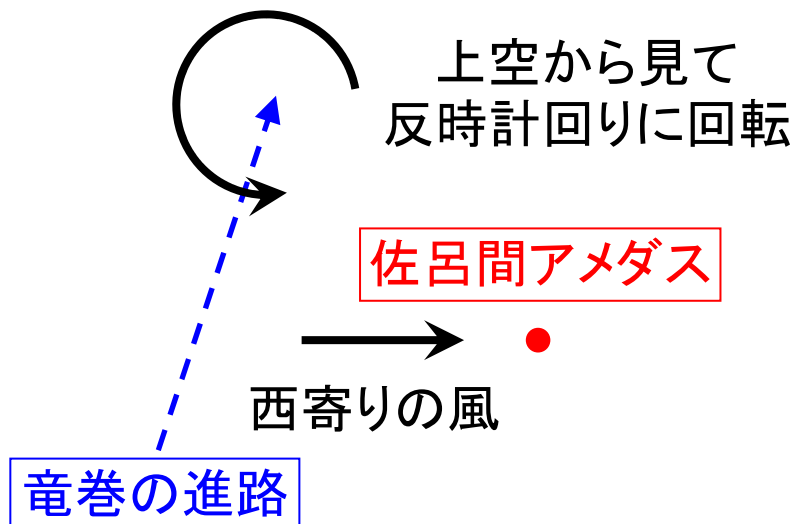 上空から見て
反時計回りに回転
佐呂間アメダス
西寄りの風
竜巻の進路